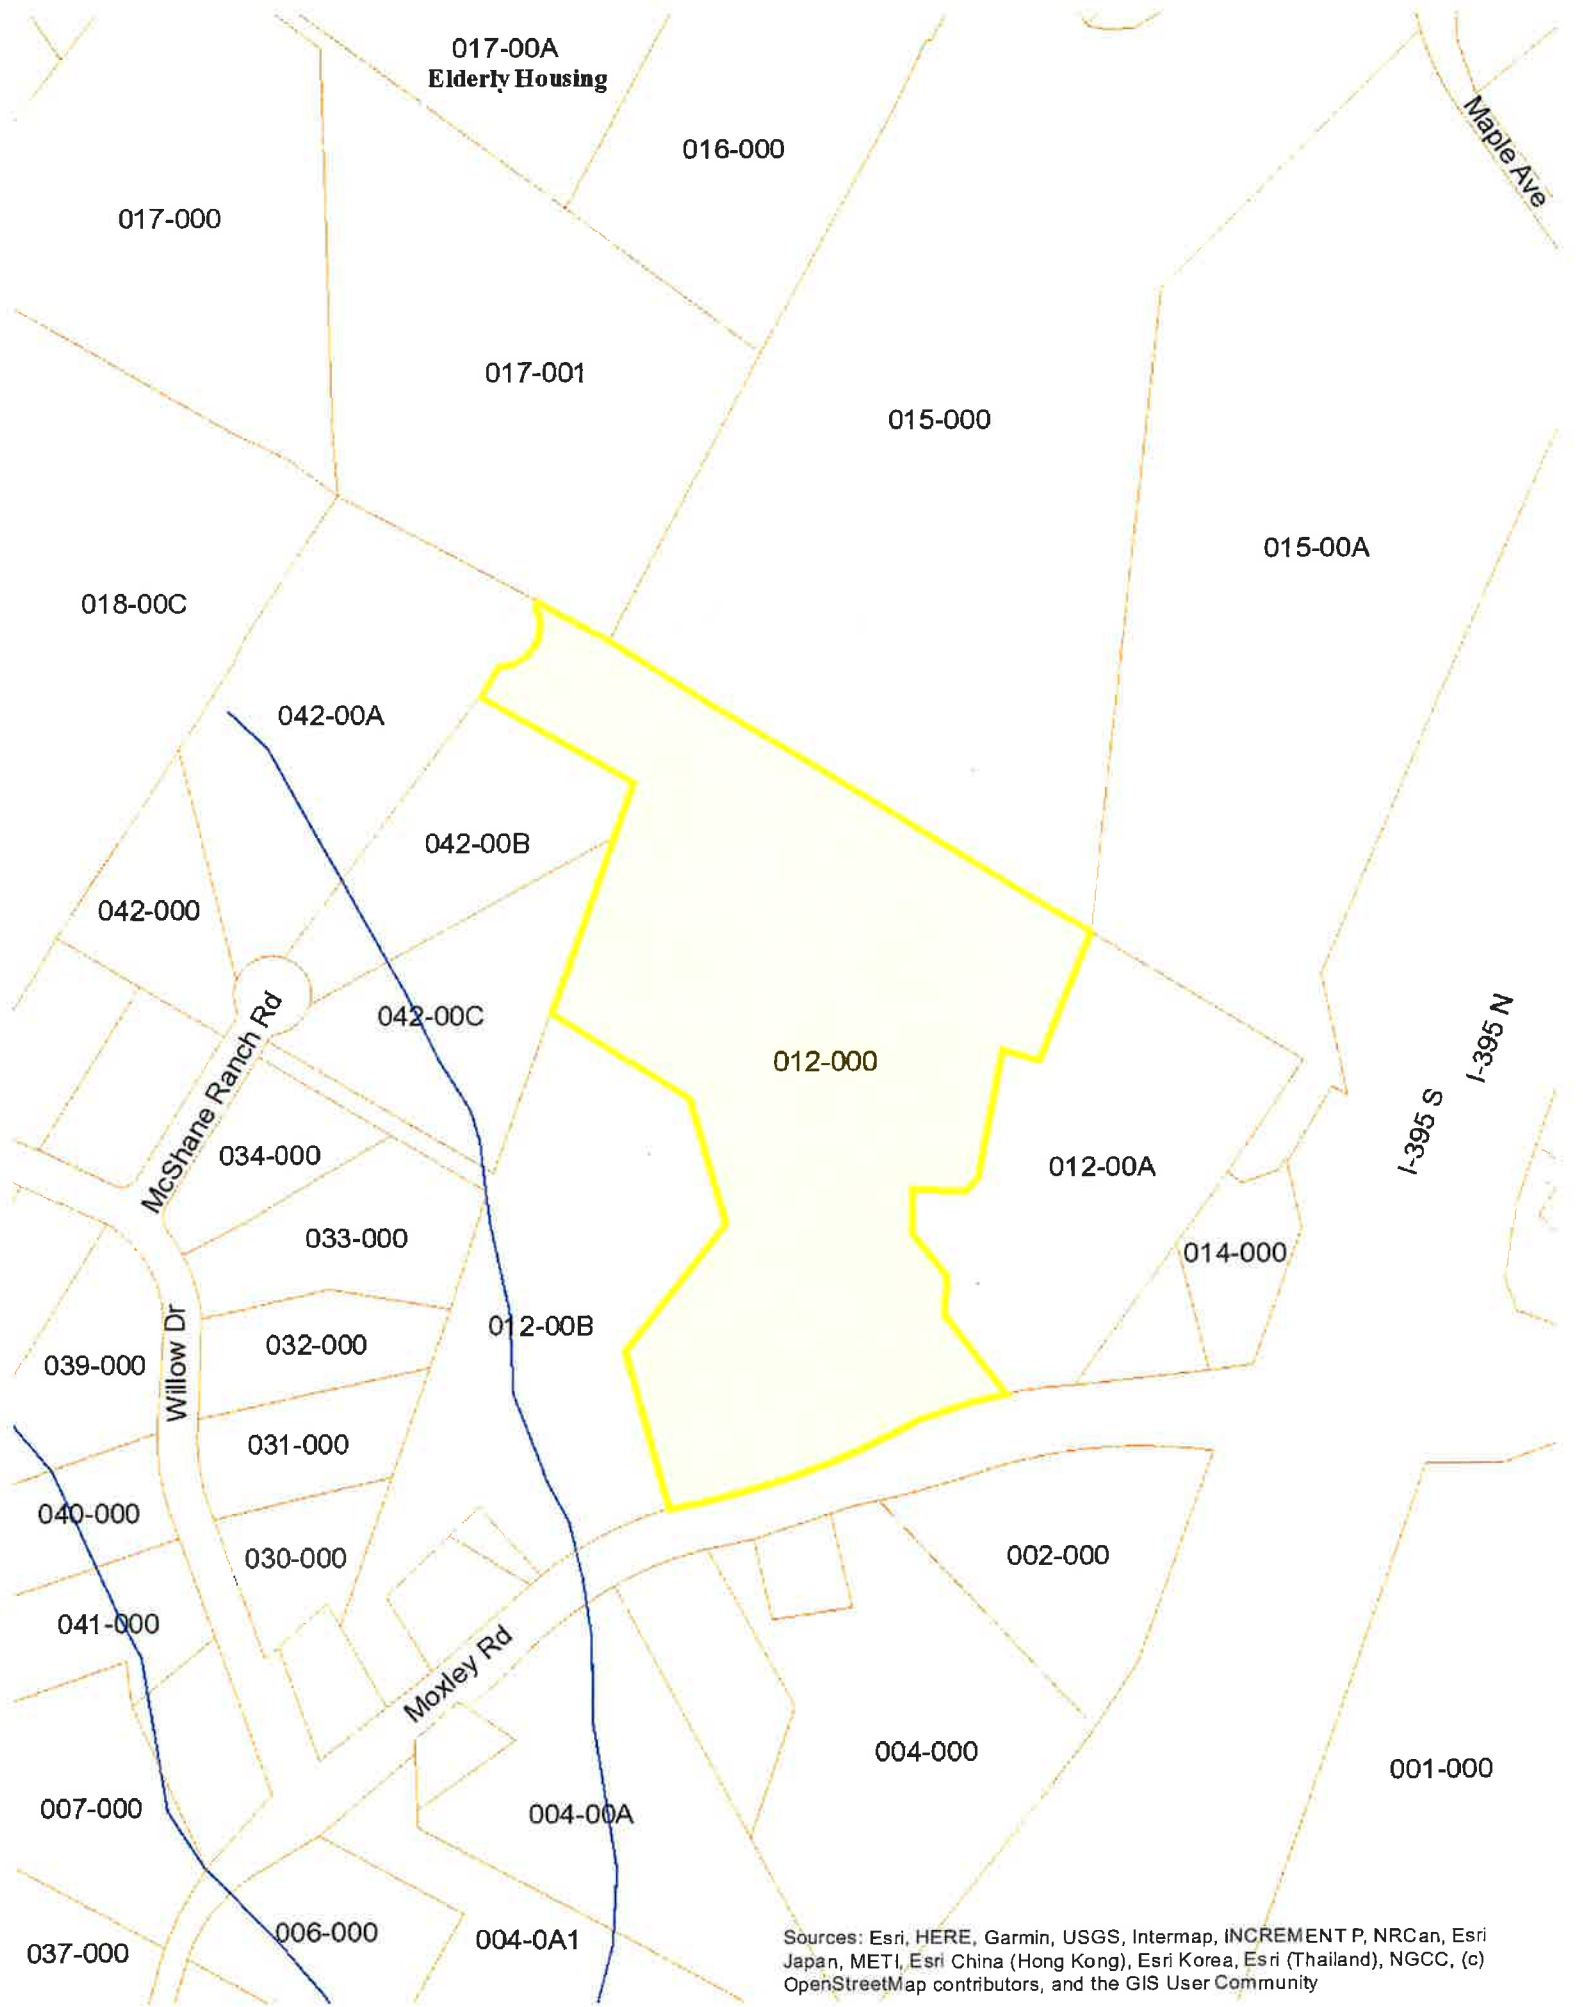 017-00A
Elderly Housing
Maple Ave
016-000
017-000
017-001
015-000
015-00A
018-00C
042-00A
042-00B
042-000
042-00C
I-395 N
012-000
McShane Ranch Rd
I-395 S
034-000
012-00A
033-000
014-000
012-00B
032-000
039-000
Willow Dr
031-000
040-000
030-000
002-000
041-000
Moxley Rd
004-000
001-000
007-000
004-00A
006-000
004-0A1
037-000
Sources: Esri, HERE, Garmin, USGS, Intermap, INCREMENT P, NRCan, Esri
Japan, METI, Esri China (Hong Kong), Esri Korea, Esri (Thailand), NGCC, (c)
OpenStreetMap contributors, and the GIS User Community